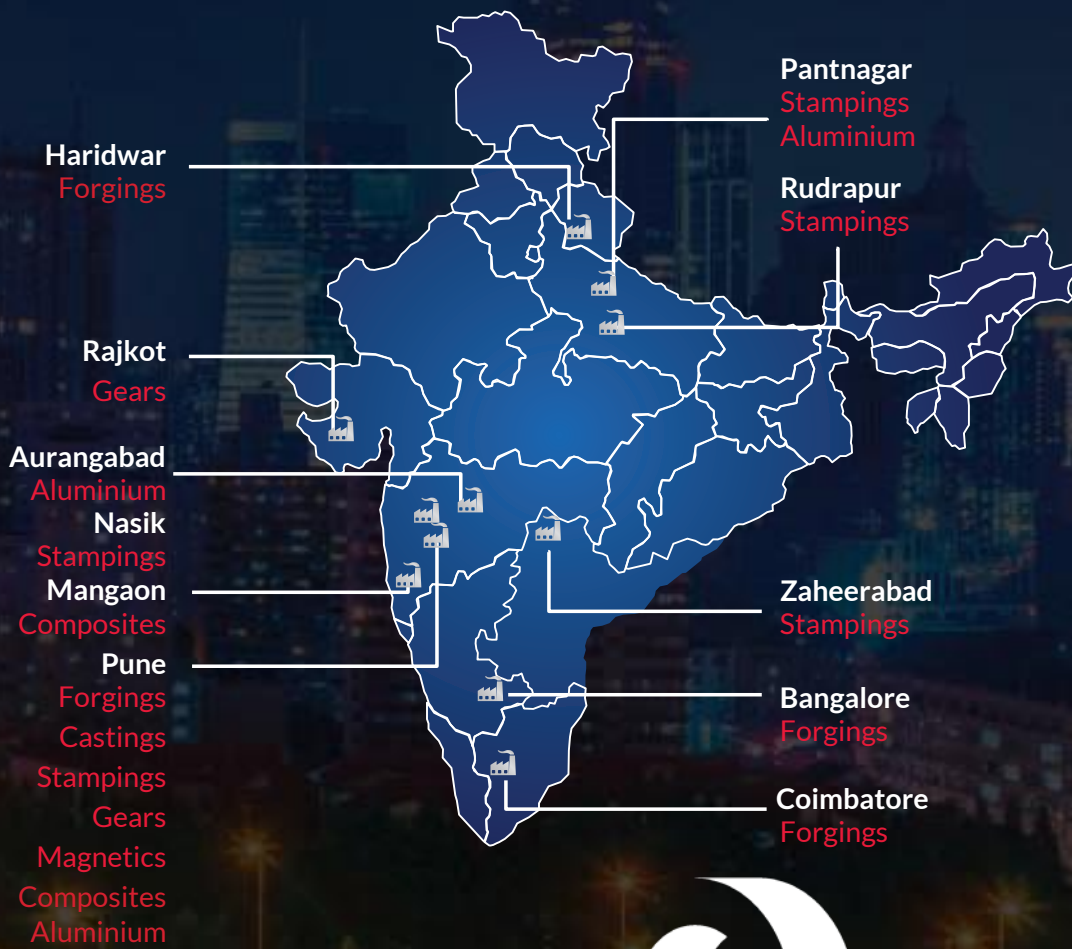 Haridwar
Forgings
Rajkot
Gears
Aurangabad
Aluminium
Nasik
Stampings
Mangaon
Composites
Pune
Forgings
Castings
Stampings
Gears
Magnetics
Composites
Aluminium
Pantnagar
Stampings
Aluminium
Rudrapur
Stampings
Zaheerabad
Stampings
Bangalore
Forgings
Coimbatore
Forgings